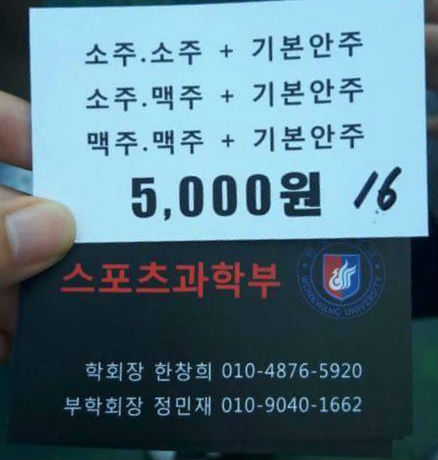 소주.소주 + 기본안주
소주.맥주 + 기본안주
맥주.맥주 + 기본안주
5,000원 16
스포츠과학부
WONKWANG UNIVERSITY
학회장 한창희 010-4876-5920
부학회장 정민재 010-9040-1662